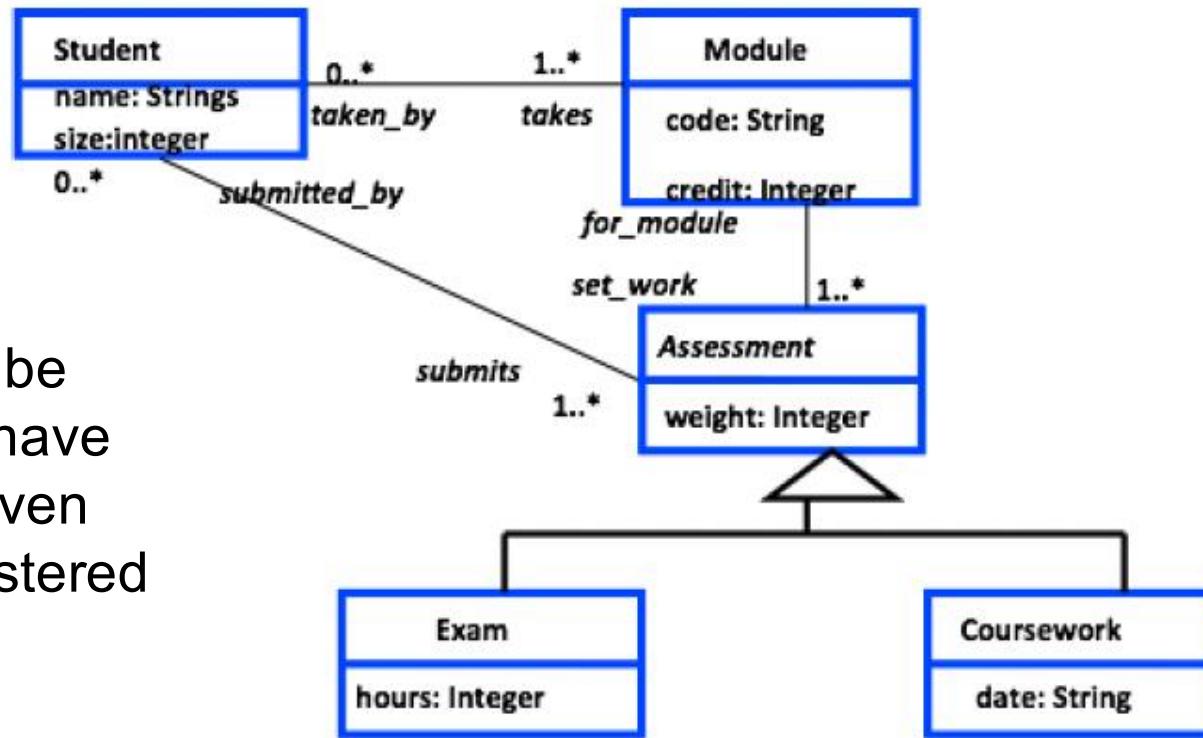 Student
Module
0..*
1..*
name: Strings
taken_by
takes
code: String
size:integer
0..*
submitted_by
credit: Integer
for_module
set_work
1..*
Assessment
be
submits
1..*
weight: Integer
have
ven
stered
Exam
Coursework
hours: Integer
date: String